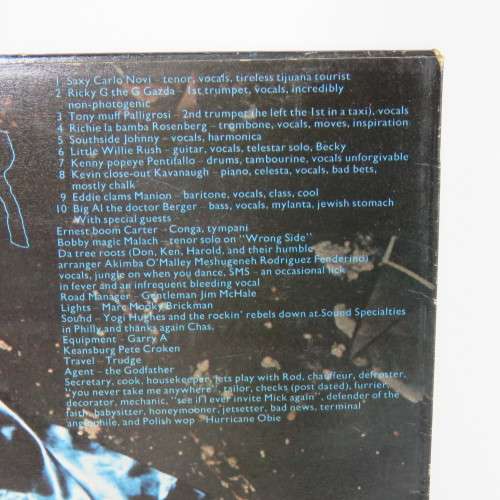 1 Saxy Carlo Novi – tenor, vocals, tireless tijuana tourist
2 Ricky G the G Gazda – 1st trumpet, vocals, incredibly
non-photogenic
3 Tony muff Palligrosi – 2nd trumpet (he left the 1st in a taxi), vocals
4 Richie la bamba Rosenberg – trombone, vocals, moves, inspiration
5 Southside Johnny – vocals, harmonica
6 Little Willie Rush – guitar, vocals, telestar solo, Becky
7 Kenny popeye Pentifallo – drums, tambourine, vocals unforgivable
8 Kevin close-out Kavanaugh – piano, celesta, vocals, bad bets,
mostly chalk
9 Eddie clams Manion – baritone, vocals, class, cool
10 Big Al the doctor Berger – bass, vocals, mylanta, jewish stomach
With special guests
Ernest boom Carter – Conga, tympani
Bobby magic Malach – tenor solo on "Wrong Side"
Da tree roots (Don, Ken, Harold, and their humble
arranger Akimba O'Malley Meshugeneh Rodriguez Fenderino)
vocals, jungle on when you dance, SMS – an occasional lick
in fever and an infrequent bleeding vocal
Road Manager – Gentleman Jim McHale
Lights – Marc Mooky Brickman
Sound – Yogi Hughes and the rockin' rebels down at Sound Specialties
in Philly and thanks again Chas.
Equipment – Garry A
Keansburg Pete Croken
Travel – Trudge
Agent – the Godfather
Secretary, cook, housekeeper, lets play with Rod, chauffeur, defroster,
"you never take me anywhere", tailor, checks (post dated), furrier,
decorator, mechanic, "see if I ever invite Mick again", defender of the
faith, babysitter, honeymooner, jetsetter, bad news, terminal
anglophile, and Polish wop – Hurricane Obie